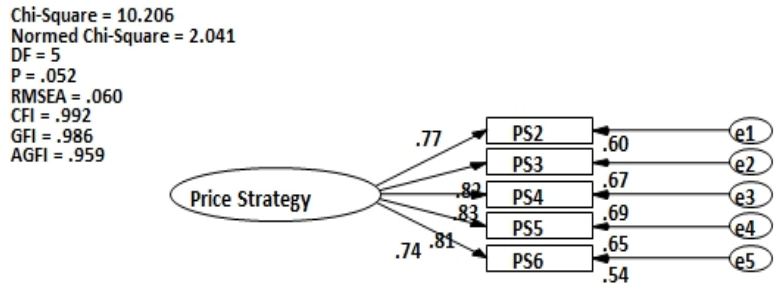 Chi-Square = 10.206
Normed Chi-Square = 2.041
DF = 5
P = .052
RMSEA = .060
CFI = .992
GFI = .986
AGFI = .959
Price Strategy
.77
.82
.83
.81
.74
PS2
.60
e1
PS3
.67
e2
PS4
.69
e3
PS5
.65
e4
PS6
.54
e5